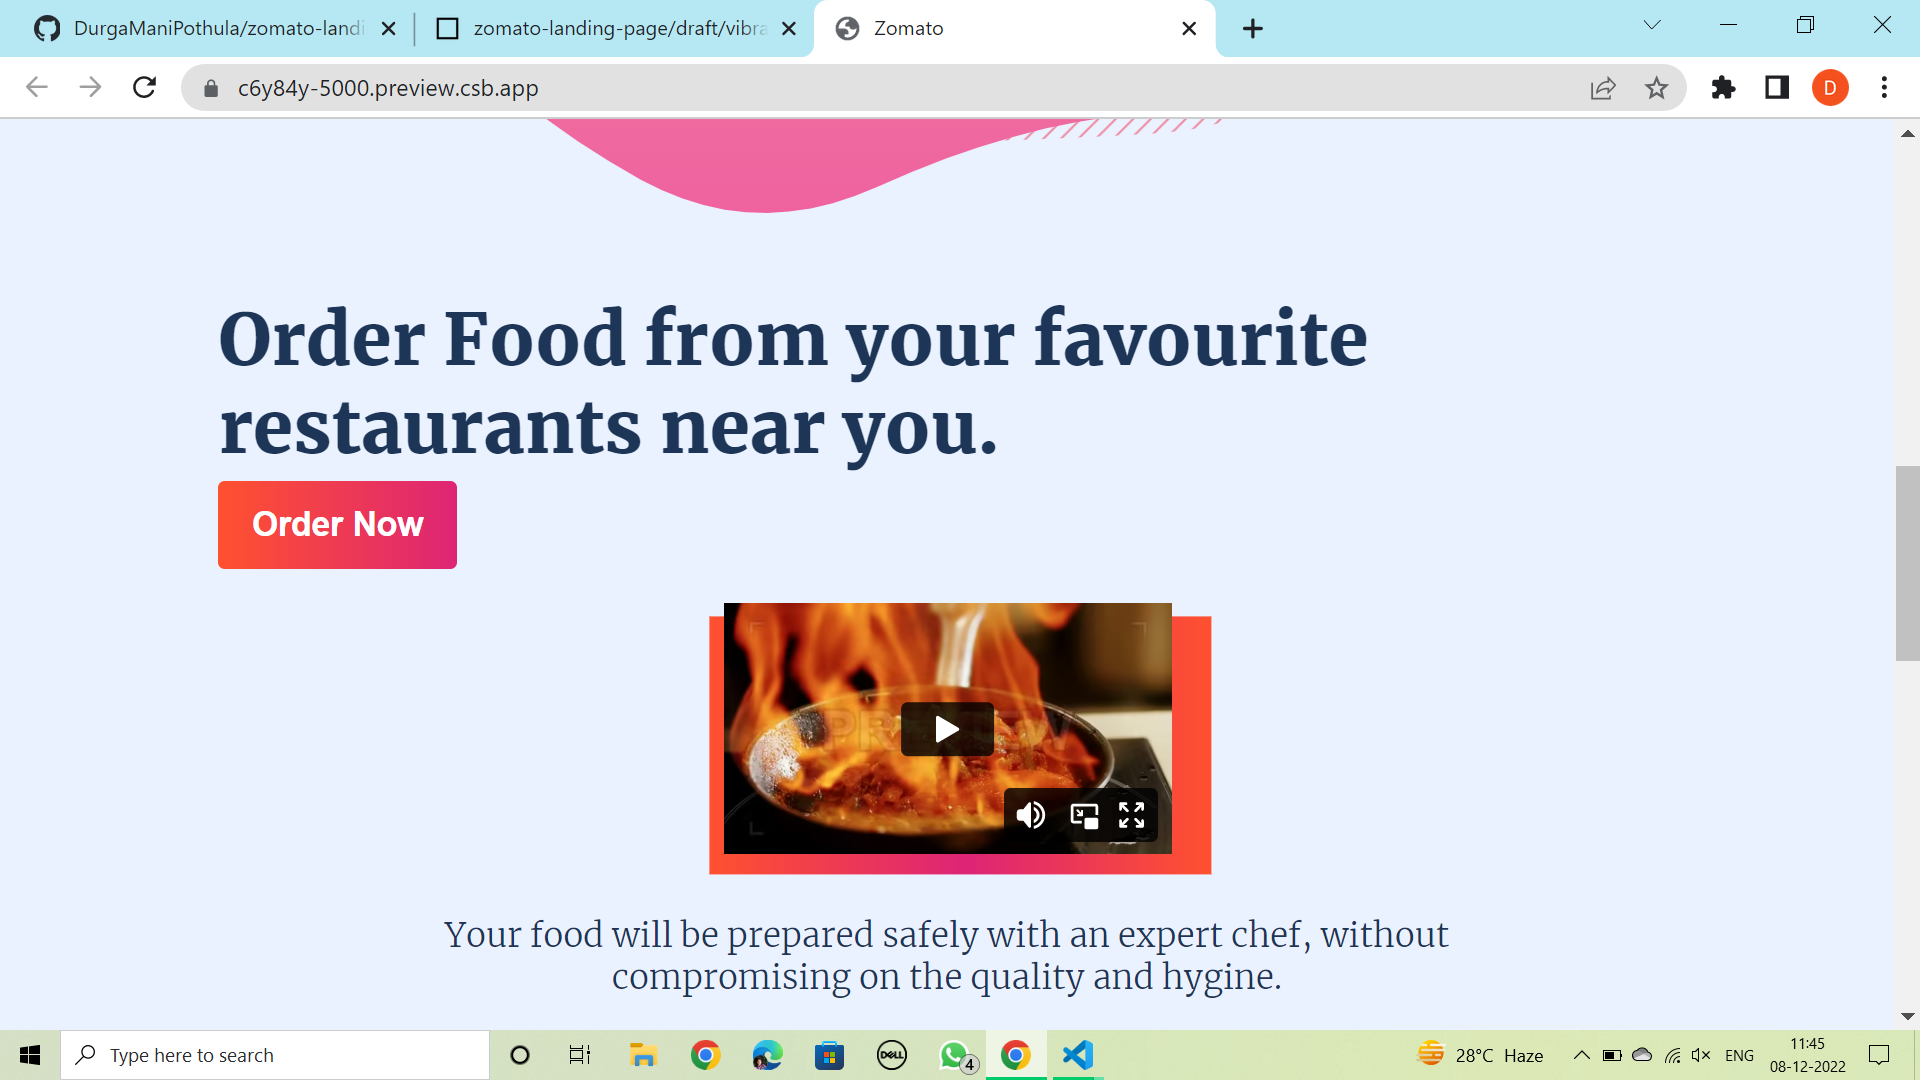 DurgaManiPothula/zomato-landi
zomato-landing-page/draft/vibra
Zomato
c6y84y-5000.preview.csb.app
D
Order Food from your favourite
restaurants near you.
Order Now
PREVIEW
Your food will be prepared safely with an expert chef, without
compromising on the quality and hygine.
Type here to search
DELL
4
28°C Haze
ENG
11:45
08-12-2022